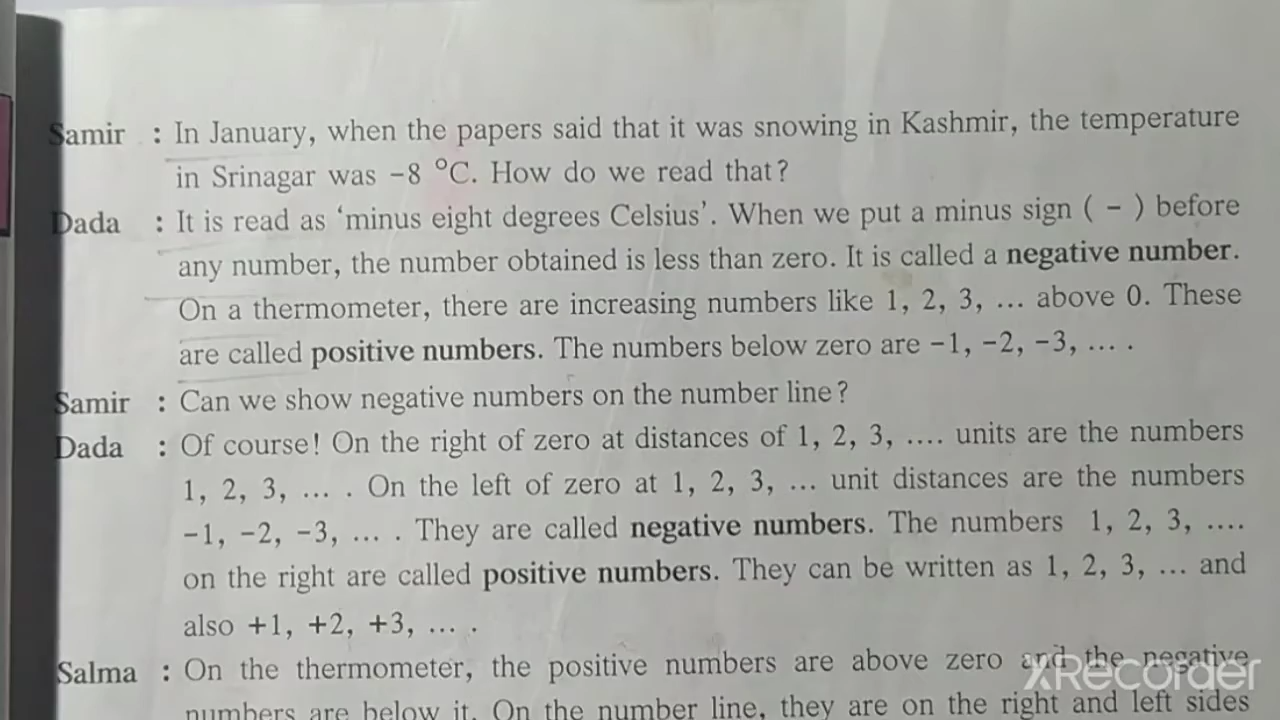 Samir : In January, when the papers said that it was snowing in Kashmir, the temperature
in Srinagar was −8 °C. How do we read that?
Dada : It is read as ‘minus eight degrees Celsius’. When we put a minus sign ( − ) before
any number, the number obtained is less than zero. It is called a negative number.
On a thermometer, there are increasing numbers like 1, 2, 3, ... above 0. These
are called positive numbers. The numbers below zero are −1, −2, −3, ... .
Samir : Can we show negative numbers on the number line?
Dada : Of course! On the right of zero at distances of 1, 2, 3, .... units are the numbers
1, 2, 3, ... . On the left of zero at 1, 2, 3, ... unit distances are the numbers
−1, −2, −3, ... . They are called negative numbers. The numbers 1, 2, 3, ....
on the right are called positive numbers. They can be written as 1, 2, 3, ... and
also +1, +2, +3, ... .
Salma : On the thermometer, the positive numbers are above zero and the negative
numbers are below it. On the number line, they are on the right and left sides
XRecorder